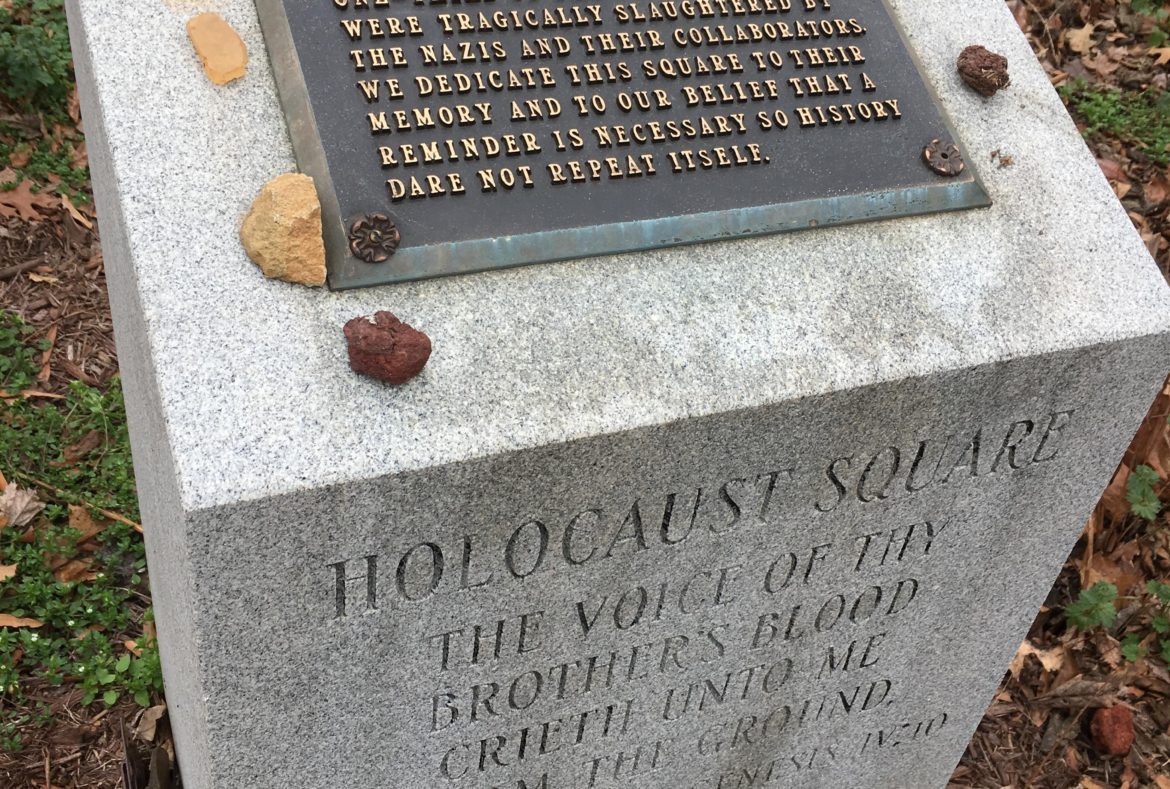 WERE TRAGICALLY SLAUGHTERED BY
THE NAZIS AND THEIR COLLABORATORS.
WE DEDICATE THIS SQUARE TO THEIR
MEMORY AND TO OUR BELIEF THAT A
REMINDER IS NECESSARY SO HISTORY
DARE NOT REPEAT ITSELF.
HOLOCAUST SQUARE
THE VOICE OF THY
BROTHER'S BLOOD
CRIETH UNTO ME
THE GROUND.
IV:10